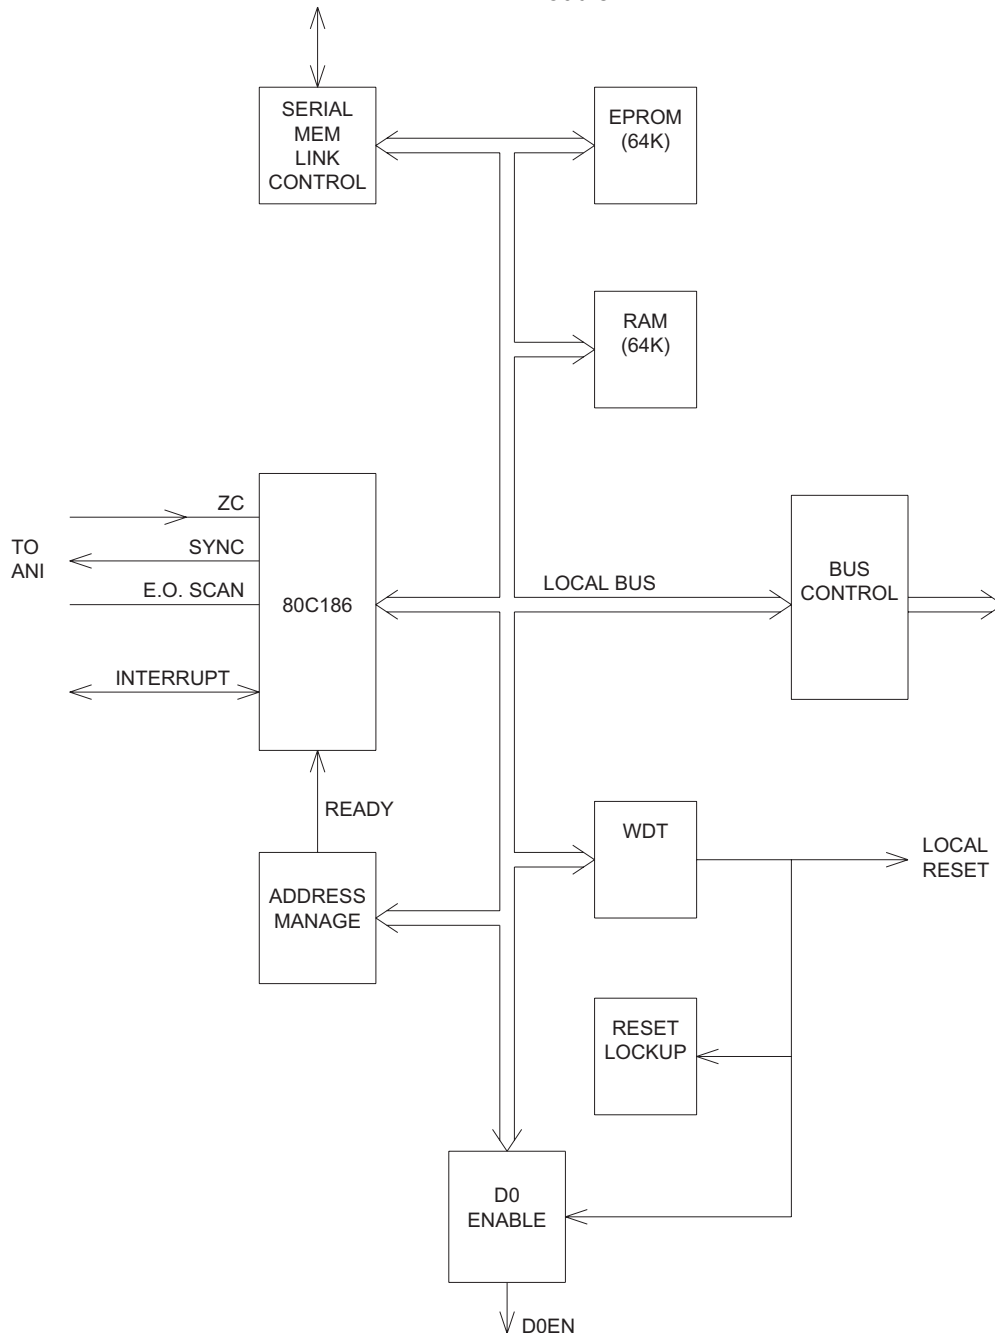 SERIAL
MEM
LINK
CONTROL
EPROM
(64K)
RAM
(64K)
ZC
TO
ANI
SYNC
E.O. SCAN
80C186
INTERRUPT
LOCAL BUS
BUS
CONTROL
READY
ADDRESS
MANAGE
WDT
LOCAL
RESET
RESET
LOCKUP
D0
ENABLE
D0EN